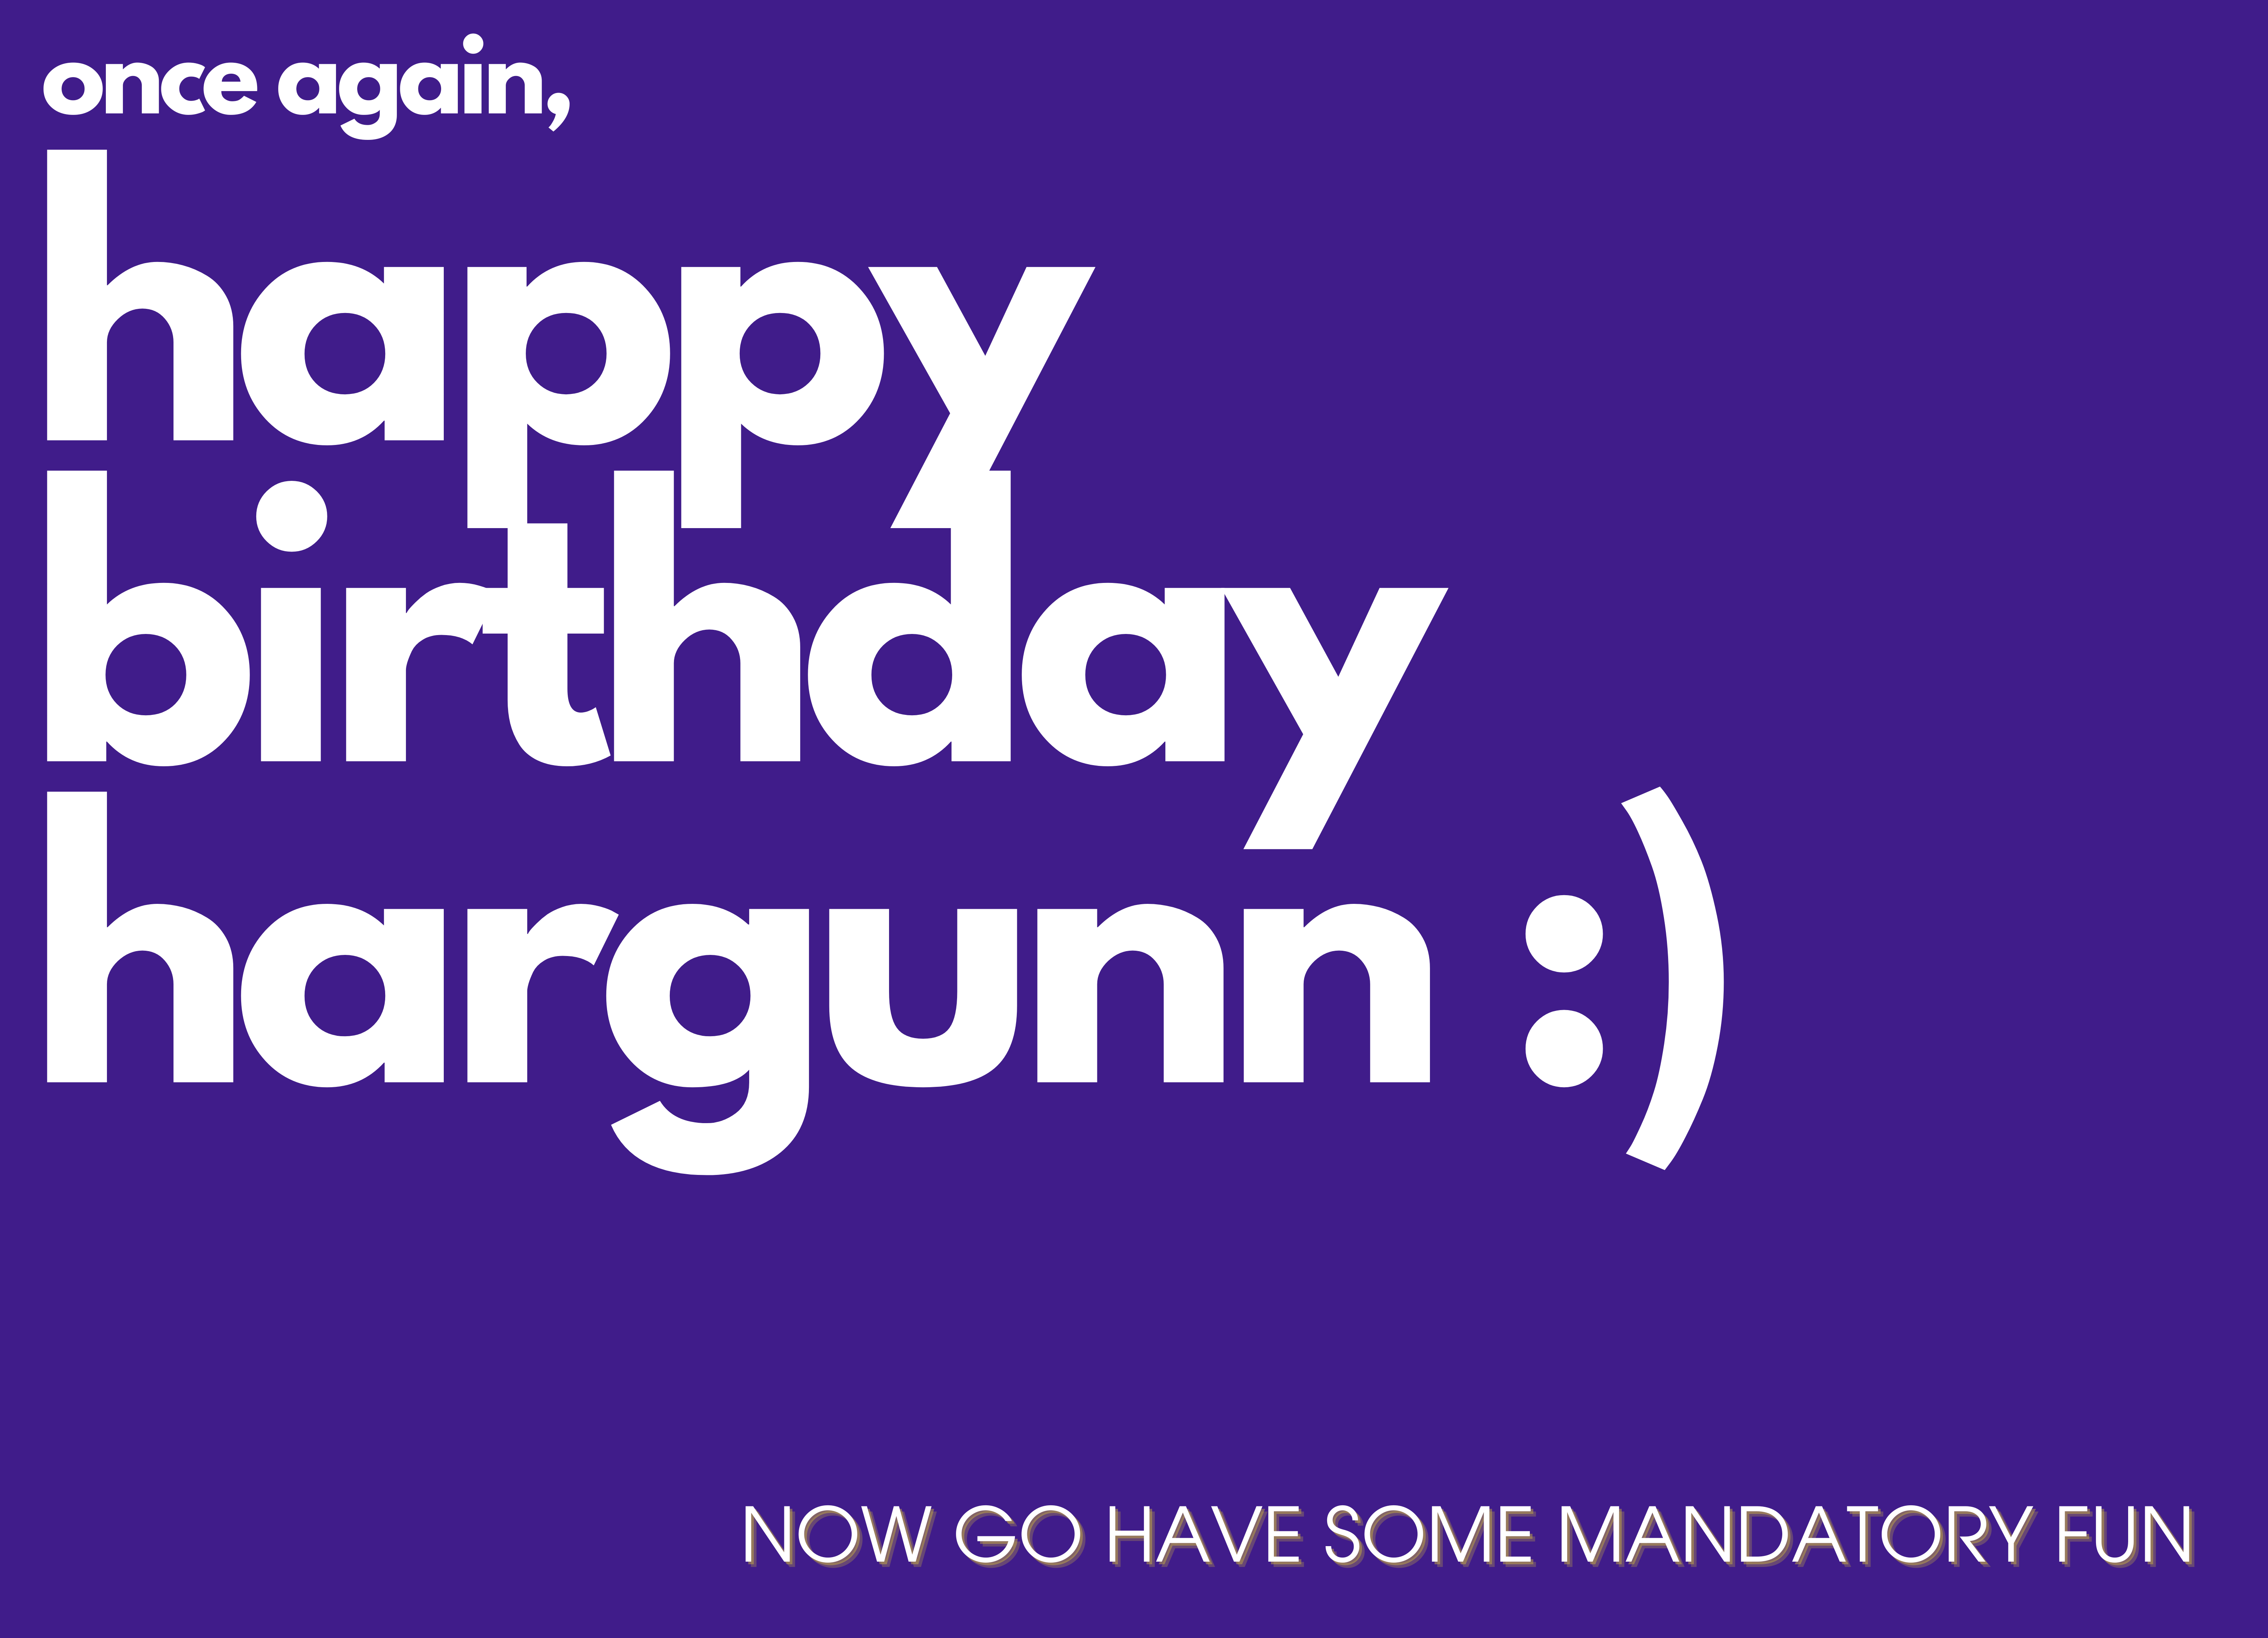 once again,
happy
birthday
hargunn :)
NOW GO HAVE SOME MANDATORY FUN